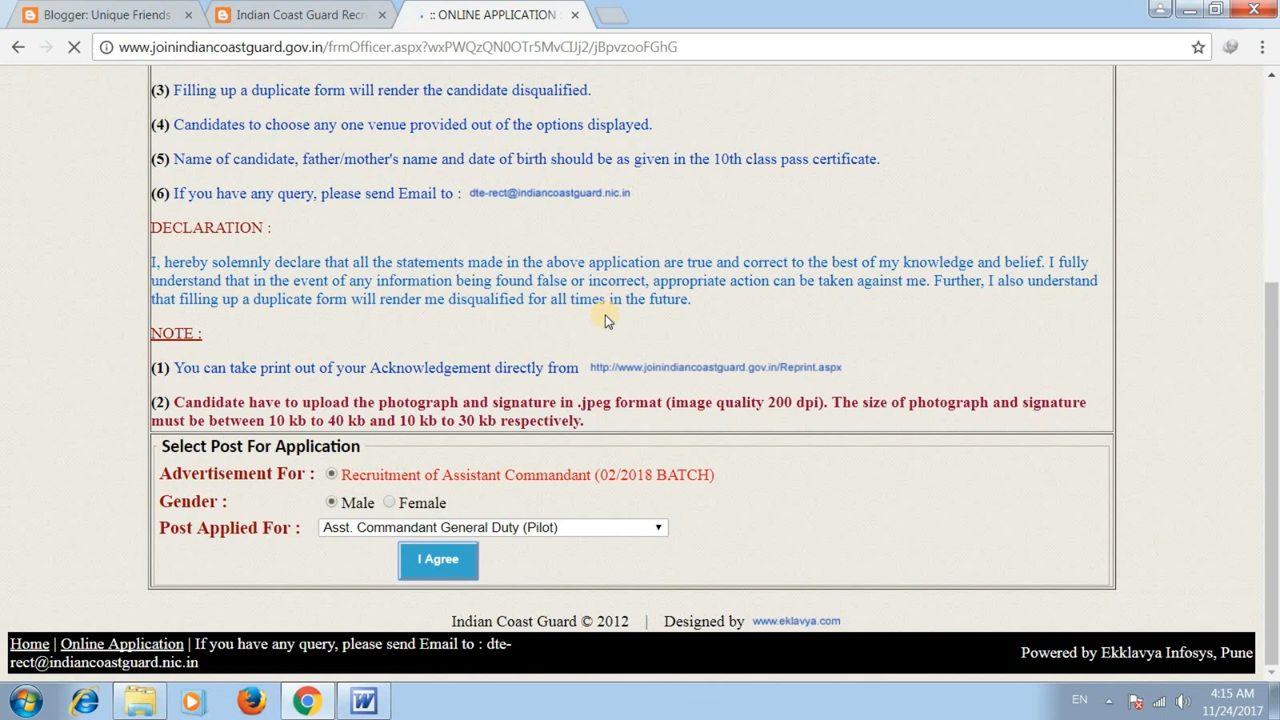 Blogger: Unique Friends
Indian Coast Guard Recr
:: ONLINE APPLICATION
www.joinindiancoastguard.gov.in/frmOfficer.aspx?wxPWQzQN0OTr5MvCIJj2/jBpvzooFGhG
(3) Filling up a duplicate form will render the candidate disqualified.
(4) Candidates to choose any one venue provided out of the options displayed.
(5) Name of candidate, father/mother's name and date of birth should be as given in the 10th class pass certificate.
(6) If you have any query, please send Email to : dte-rect@indiancoastguard.nic.in
DECLARATION :
I, hereby solemnly declare that all the statements made in the above application are true and correct to the best of my knowledge and belief. I fully
understand that in the event of any information being found false or incorrect, appropriate action can be taken against me. Further, I also understand
that filling up a duplicate form will render me disqualified for all times in the future.
NOTE :
(1) You can take print out of your Acknowledgement directly from http://www.joinindiancoastguard.gov.in/Reprint.aspx
(2) Candidate have to upload the photograph and signature in .jpeg format (image quality 200 dpi). The size of photograph and signature
must be between 10 kb to 40 kb and 10 kb to 30 kb respectively.
Select Post For Application
Advertisement For : Recruitment of Assistant Commandant (02/2018 BATCH)
Gender : Male Female
Post Applied For : Asst. Commandant General Duty (Pilot)
I Agree
Indian Coast Guard © 2012 | Designed by www.eklavya.com
Home | Online Application | If you have any query, please send Email to : dte-
rect@indiancoastguard.nic.in
Powered by Ekklavya Infosys, Pune
EN
4:15 AM
11/24/2017